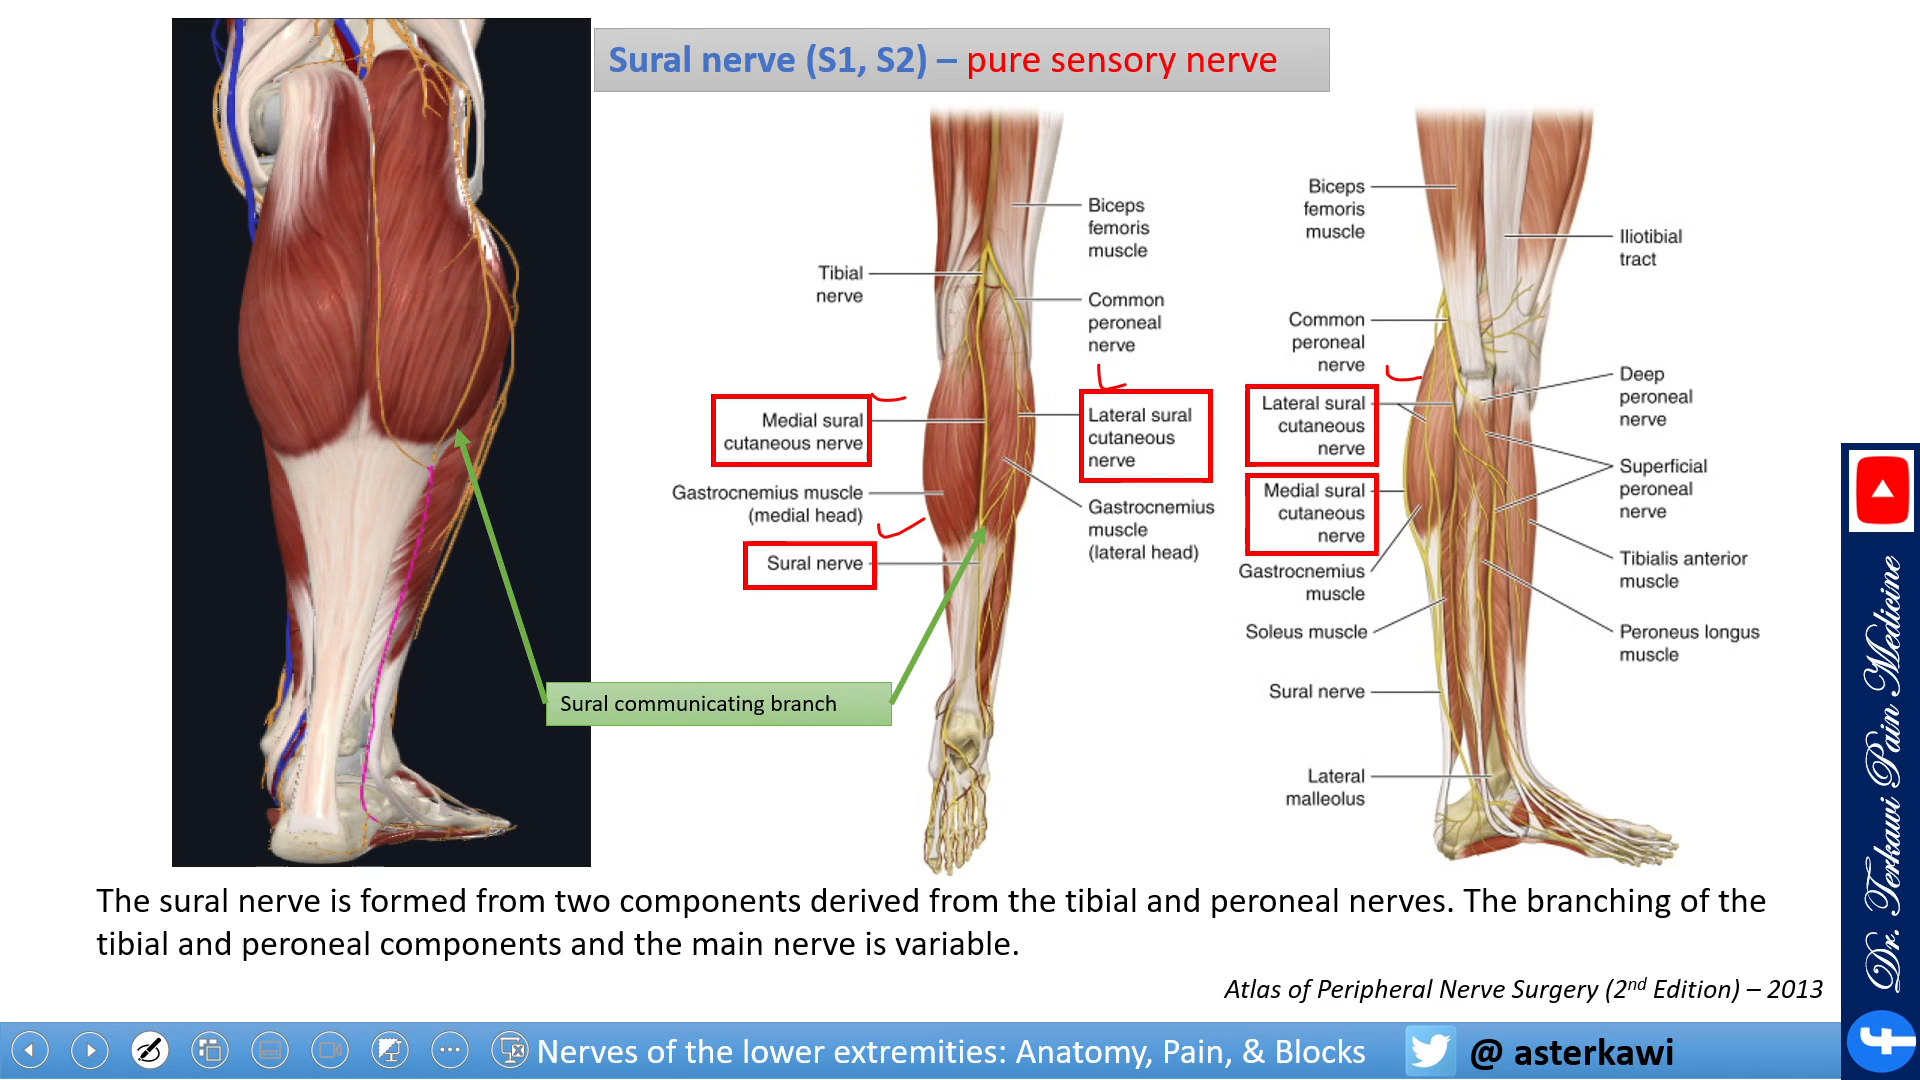 Sural nerve (S1, S2) – pure sensory nerve
Biceps
femoris
muscle
Tibial
nerve
Common
peroneal
nerve
Medial sural
cutaneous nerve
Lateral sural
cutaneous
nerve
Gastrocnemius muscle
(medial head)
Gastrocnemius
muscle
(lateral head)
Sural nerve
Sural communicating branch
Biceps
femoris
muscle
Iliotibial
tract
Common
peroneal
nerve
Deep
peroneal
nerve
Lateral sural
cutaneous
nerve
Superficial
peroneal
nerve
Medial sural
cutaneous
nerve
Gastrocnemius
muscle
Tibialis anterior
muscle
Soleus muscle
Peroneus longus
muscle
Sural nerve
Lateral
malleolus
The sural nerve is formed from two components derived from the tibial and peroneal nerves. The branching of the
tibial and peroneal components and the main nerve is variable.
Atlas of Peripheral Nerve Surgery (2nd Edition) – 2013
Dr. Terkawi Pain Medicine
Nerves of the lower extremities: Anatomy, Pain, & Blocks
@ asterkawi